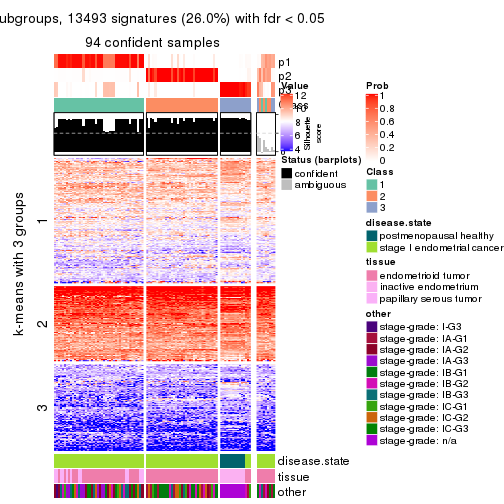 ubgroups, 13493 signatures (26.0%) with fdr < 0.05
94 confident samples
p1
p2
p3
Value
12
10
8
6
4
Silhouette
score
Status (barplots)
confident
ambiguous
Prob
1
0.8
0.6
0.4
0.2
0
Class
1
2
3
disease.state
postmenopausal healthy
stage I endometrial cancer
tissue
endometrioid tumor
inactive endometrium
papillary serous tumor
other
stage-grade: I-G3
stage-grade: IA-G1
stage-grade: IA-G2
stage-grade: IA-G3
stage-grade: IB-G1
stage-grade: IB-G2
stage-grade: IB-G3
stage-grade: IC-G1
stage-grade: IC-G2
stage-grade: IC-G3
stage-grade: n/a
k-means with 3 groups
1
2
3
disease.state
tissue
other